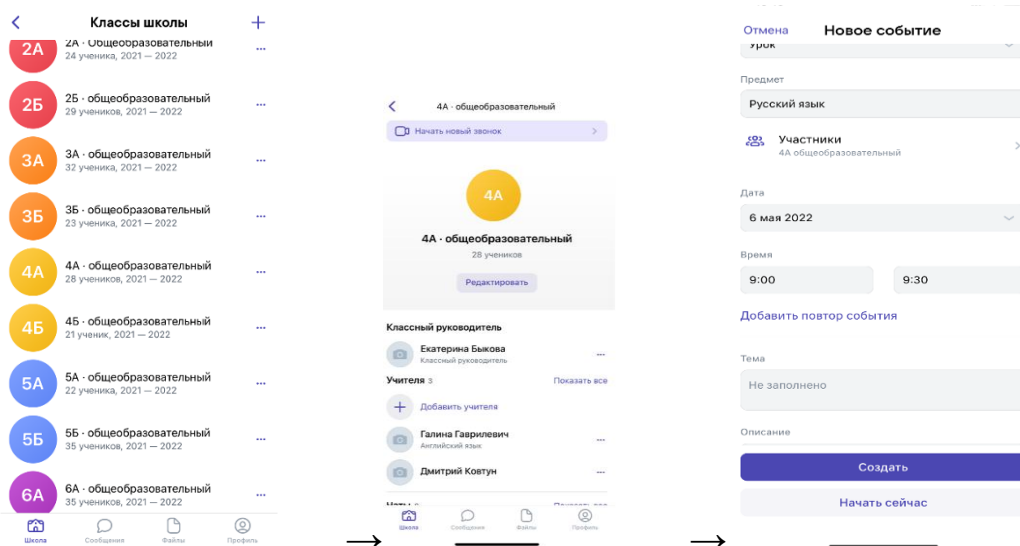 Классы школы
2А
2А · Общеобразовательный
24 ученика, 2021 — 2022
2Б
2Б · общеобразовательный
29 учеников, 2021 — 2022
3А
3А · общеобразовательный
32 ученика, 2021 — 2022
3Б
3Б · общеобразовательный
23 ученика, 2021 — 2022
4А
4А · общеобразовательный
28 учеников, 2021 — 2022
4Б
4Б · общеобразовательный
21 ученик, 2021 — 2022
5А
5А · общеобразовательный
22 ученика, 2021 — 2022
5Б
5Б · общеобразовательный
35 учеников, 2021 — 2022
6А
6А · общеобразовательный
35 учеников, 2021 — 2022
Школа Сообщения Файлы Профиль
4А · общеобразовательный
Начать новый звонок
4А
4А · общеобразовательный
28 учеников
Редактировать
Классный руководитель
Екатерина Быкова
Классный руководитель
Учителя 3 Показать все
Добавить учителя
Галина Гаврилевич
Английский язык
Дмитрий Ковтун
Школа Сообщения Файлы Профиль
Отмена Новое событие
Урок
Предмет
Русский язык
Участники
4А общеобразовательный
Дата
6 мая 2022
Время
9:00 9:30
Добавить повтор события
Тема
Не заполнено
Описание
Создать
Начать сейчас